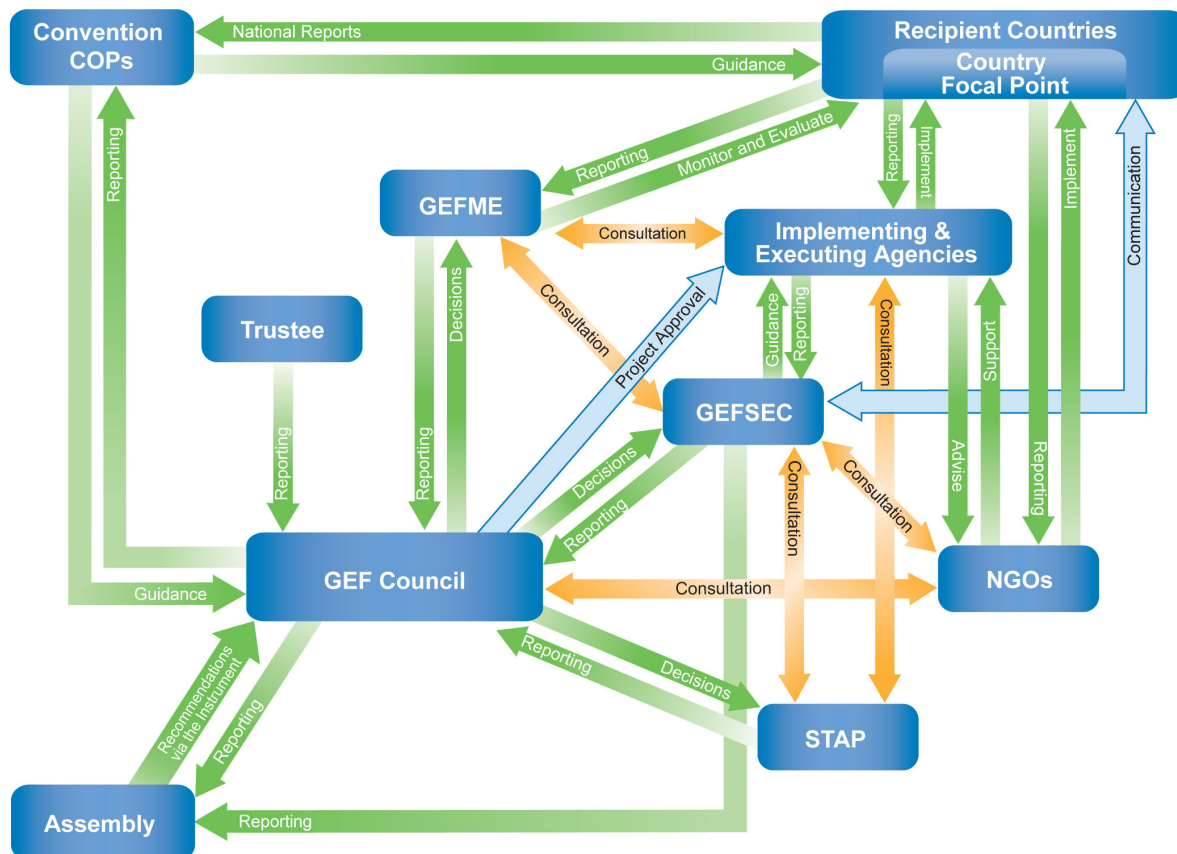 Convention
COPs
National Reports
Guidance
Recipient Countries
Country
Focal Point
Reporting
Reporting
Monitor and Evaluate
Reporting
Implement
Reporting
Implement
Communication
GEFME
Consultation
Implementing &
Executing Agencies
Trustee
Reporting
Reporting
Decisions
Consultation
Project Approval
Guidance
Reporting
Consultation
Advise
Support
GEFSEC
Decisions
Reporting
Consultation
Consultation
GEF Council
Guidance
Consultation
NGOs
Recommendations
via the Instrument
Reporting
Reporting
Decisions
STAP
Assembly
Reporting